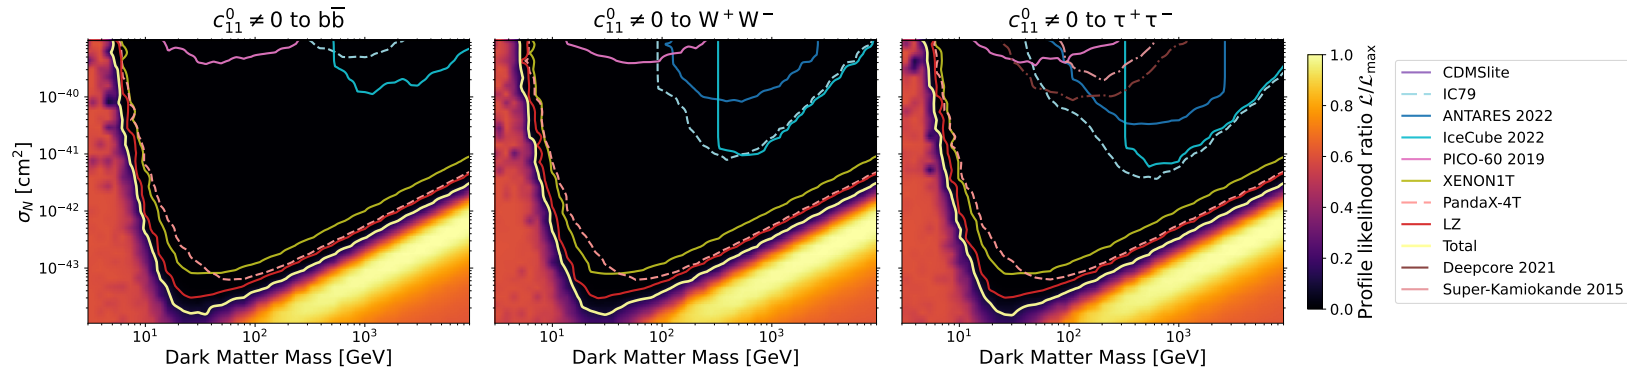 c⁰₁₁ ≠ 0 to bb̅
c⁰₁₁ ≠ 0 to W⁺W⁻
c⁰₁₁ ≠ 0 to τ⁺τ⁻
σ_N [cm²]
10⁻⁴⁰
10⁻⁴¹
10⁻⁴²
10⁻⁴³
10¹ 10² 10³
10¹ 10² 10³
10¹ 10² 10³
Dark Matter Mass [GeV]
Dark Matter Mass [GeV]
Dark Matter Mass [GeV]
1.0
0.8
0.6
0.4
0.2
0.0
Profile likelihood ratio ℒ/ℒmax
CDMSlite
IC79
ANTARES 2022
IceCube 2022
PICO-60 2019
XENON1T
PandaX-4T
LZ
Total
Deepcore 2021
Super-Kamiokande 2015